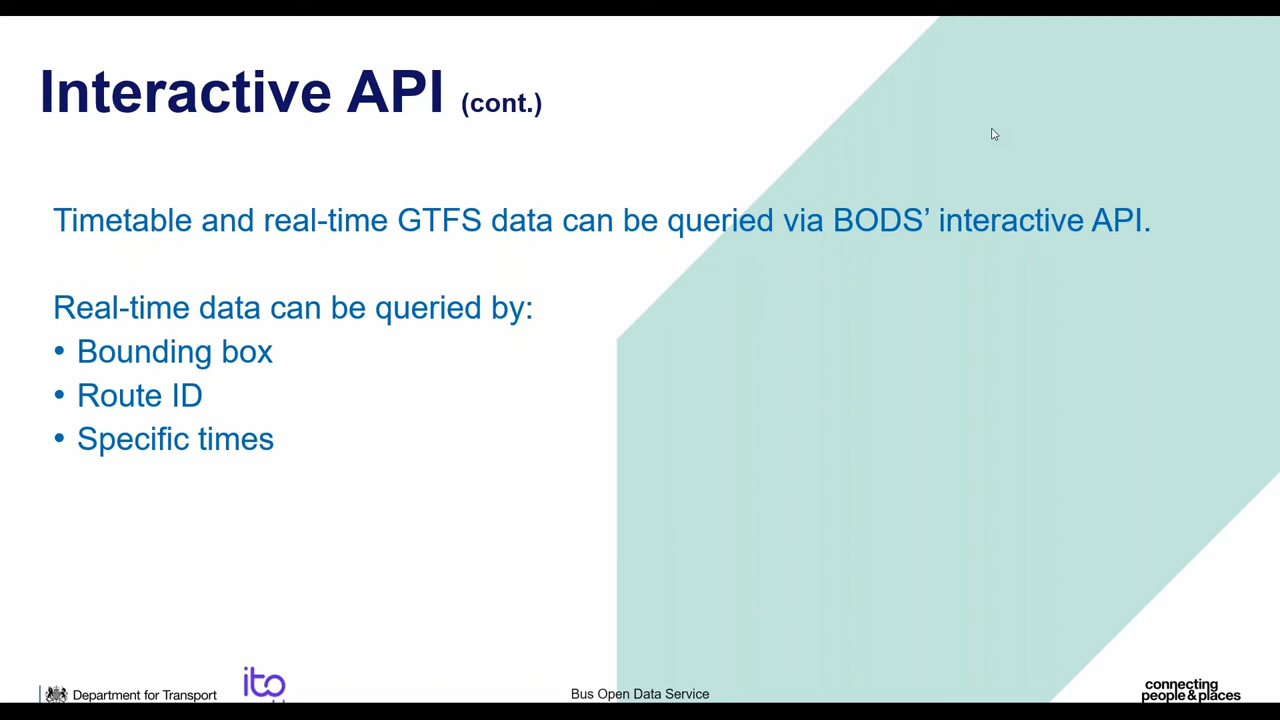 Interactive API (cont.)
Timetable and real-time GTFS data can be queried via BODS’ interactive API.
Real-time data can be queried by:
• Bounding box
• Route ID
• Specific times
Department for Transport
ito
Bus Open Data Service
connecting
people & places